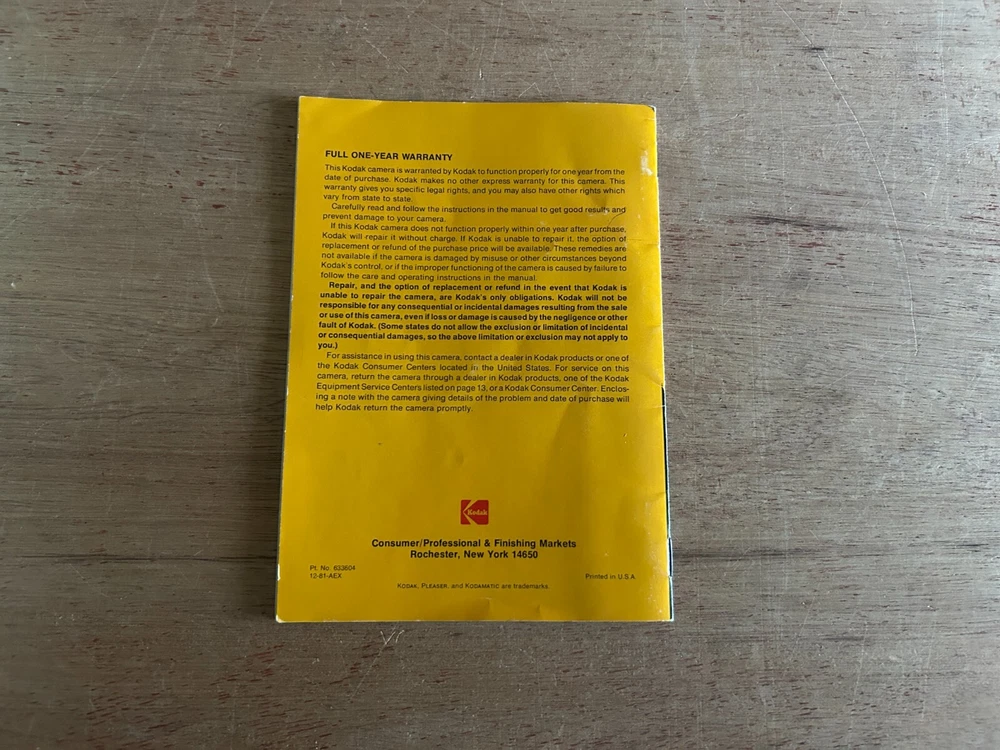 FULL ONE-YEAR WARRANTY
This Kodak camera is warranted by Kodak to function properly for one year from the
date of purchase. Kodak makes no other express warranty for this camera. This
warranty gives you specific legal rights, and you may also have other rights which
vary from state to state.
Carefully read and follow the instructions in the manual to get good results and
prevent damage to your camera.
If this Kodak camera does not function properly within one year after purchase,
Kodak will repair it without charge. If Kodak is unable to repair it, the option of
replacement or refund of the purchase price will be available. These remedies are
not available if the camera is damaged by misuse or other circumstances beyond
Kodak's control, or if the improper functioning of the camera is caused by failure to
follow the care and operating instructions in the manual.
Repair, and the option of replacement or refund in the event that Kodak is
unable to repair the camera, are Kodak's only obligations. Kodak will not be
responsible for any consequential or incidental damages resulting from the sale
or use of this camera, even if loss or damage is caused by the negligence or other
fault of Kodak. (Some states do not allow the exclusion or limitation of incidental
or consequential damages, so the above limitation or exclusion may not apply to
you.)
For assistance in using this camera, contact a dealer in Kodak products or one of
the Kodak Consumer Centers located in the United States. For service on this
camera, return the camera through a dealer in Kodak products, one of the Kodak
Equipment Service Centers listed on page 13, or a Kodak Consumer Center. Enclos-
ing a note with the camera giving details of the problem and date of purchase will
help Kodak return the camera promptly.
Kodak
Consumer/Professional & Finishing Markets
Rochester, New York 14650
Pt. No. 633604
12-81-AEX
Printed in U.S.A.
KODAK, PLEASER, and KODAMATIC are trademarks.